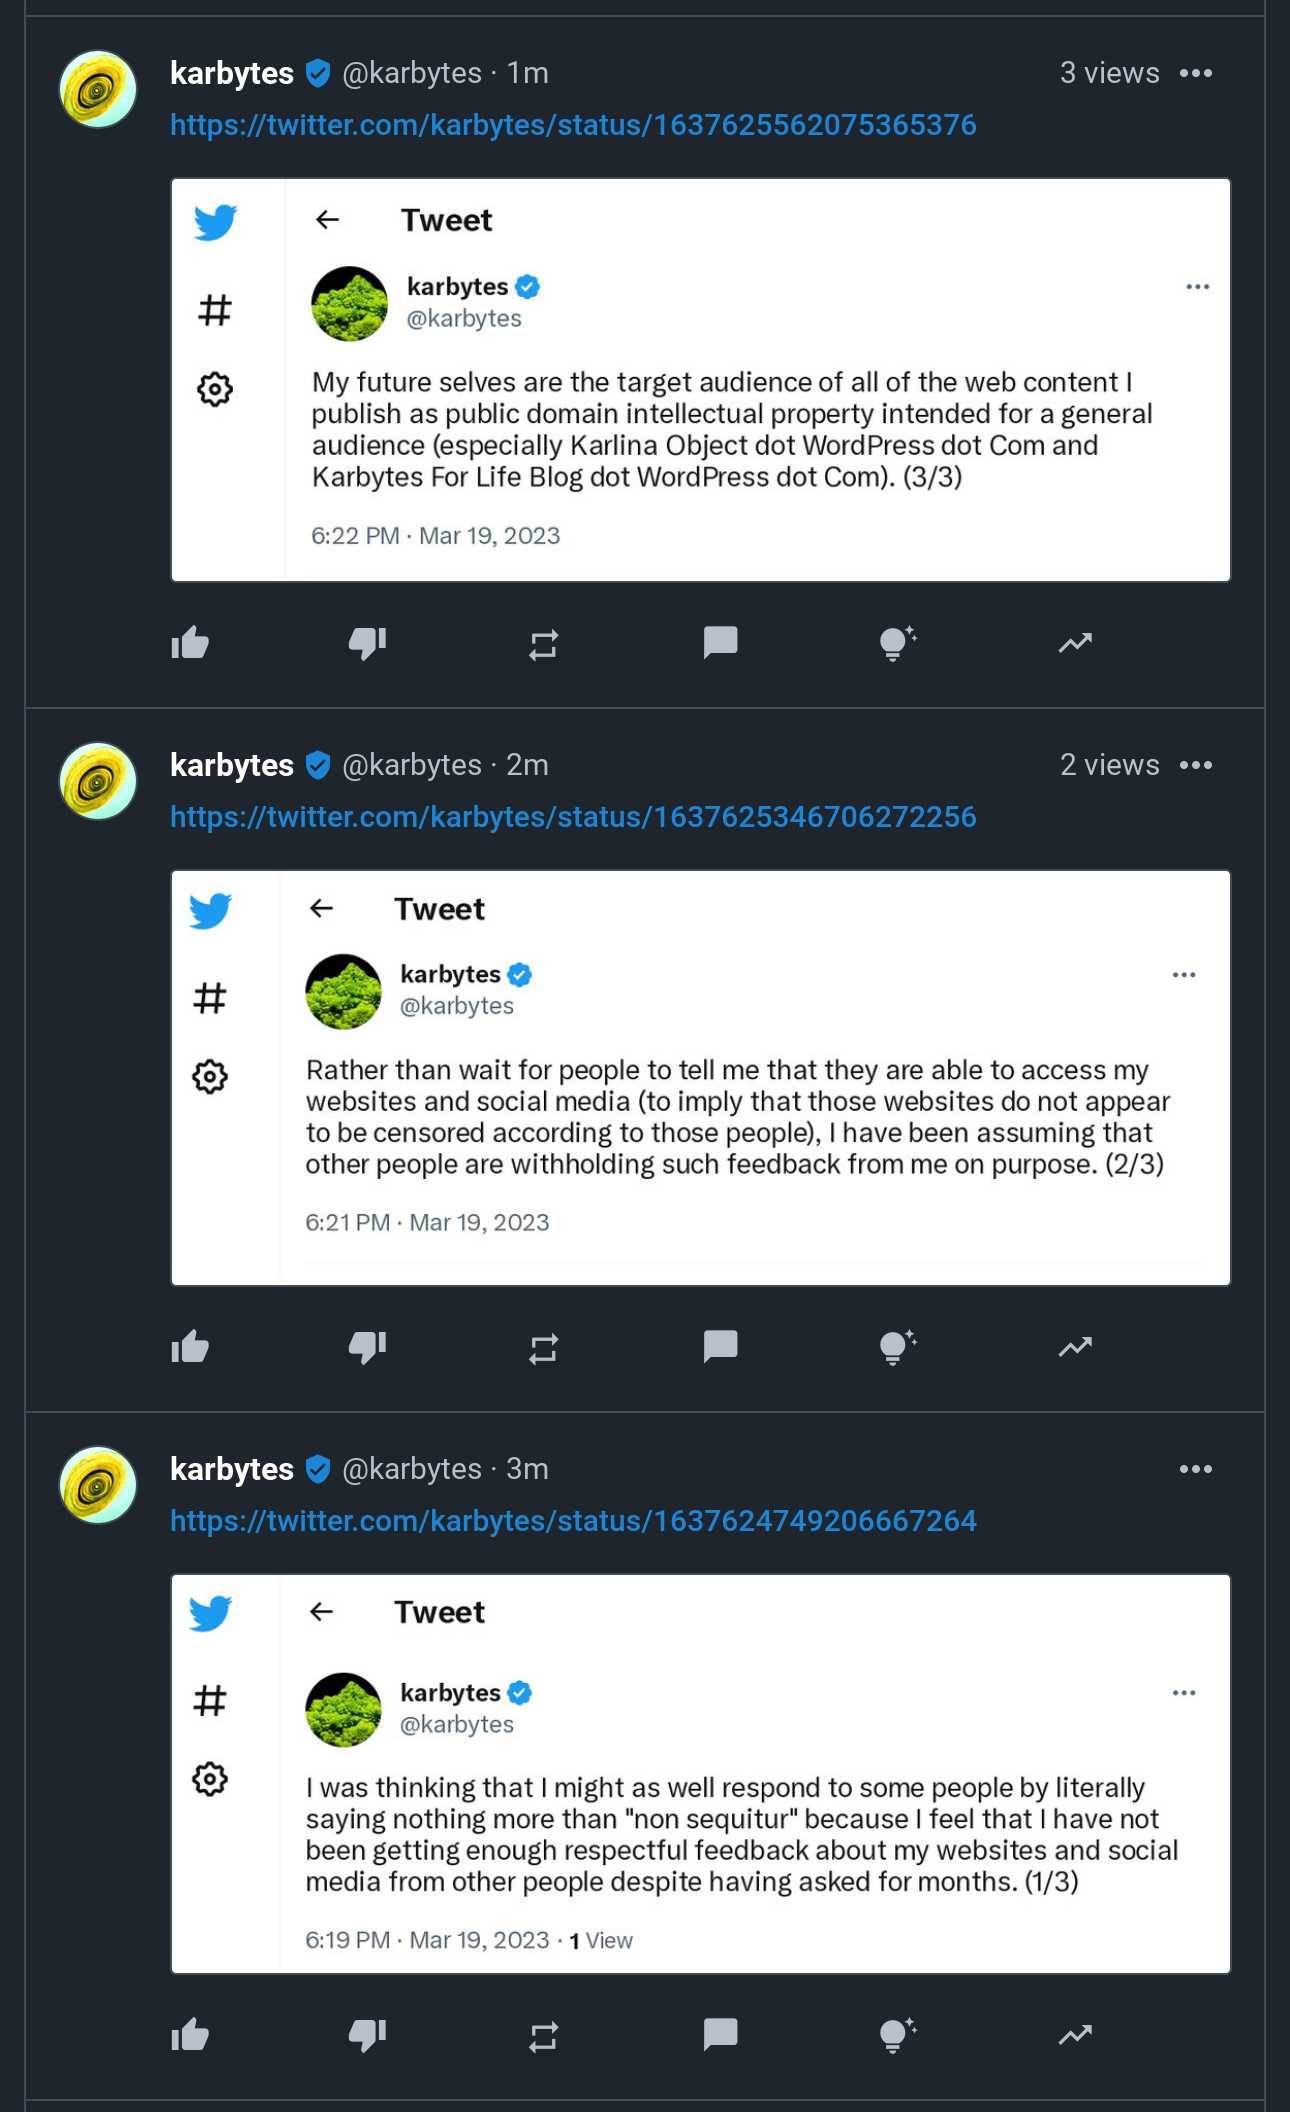 karbytes @karbytes · 1m 3 views
https://twitter.com/karbytes/status/1637625562075365376
Tweet
karbytes
@karbytes
My future selves are the target audience of all of the web content I
publish as public domain intellectual property intended for a general
audience (especially Karlina Object dot WordPress dot Com and
Karbytes For Life Blog dot WordPress dot Com). (3/3)
6:22 PM · Mar 19, 2023
karbytes @karbytes · 2m 2 views
https://twitter.com/karbytes/status/1637625346706272256
Tweet
karbytes
@karbytes
Rather than wait for people to tell me that they are able to access my
websites and social media (to imply that those websites do not appear
to be censored according to those people), I have been assuming that
other people are withholding such feedback from me on purpose. (2/3)
6:21 PM · Mar 19, 2023
karbytes @karbytes · 3m
https://twitter.com/karbytes/status/1637624749206667264
Tweet
karbytes
@karbytes
I was thinking that I might as well respond to some people by literally
saying nothing more than "non sequitur" because I feel that I have not
been getting enough respectful feedback about my websites and social
media from other people despite having asked for months. (1/3)
6:19 PM · Mar 19, 2023 · 1 View